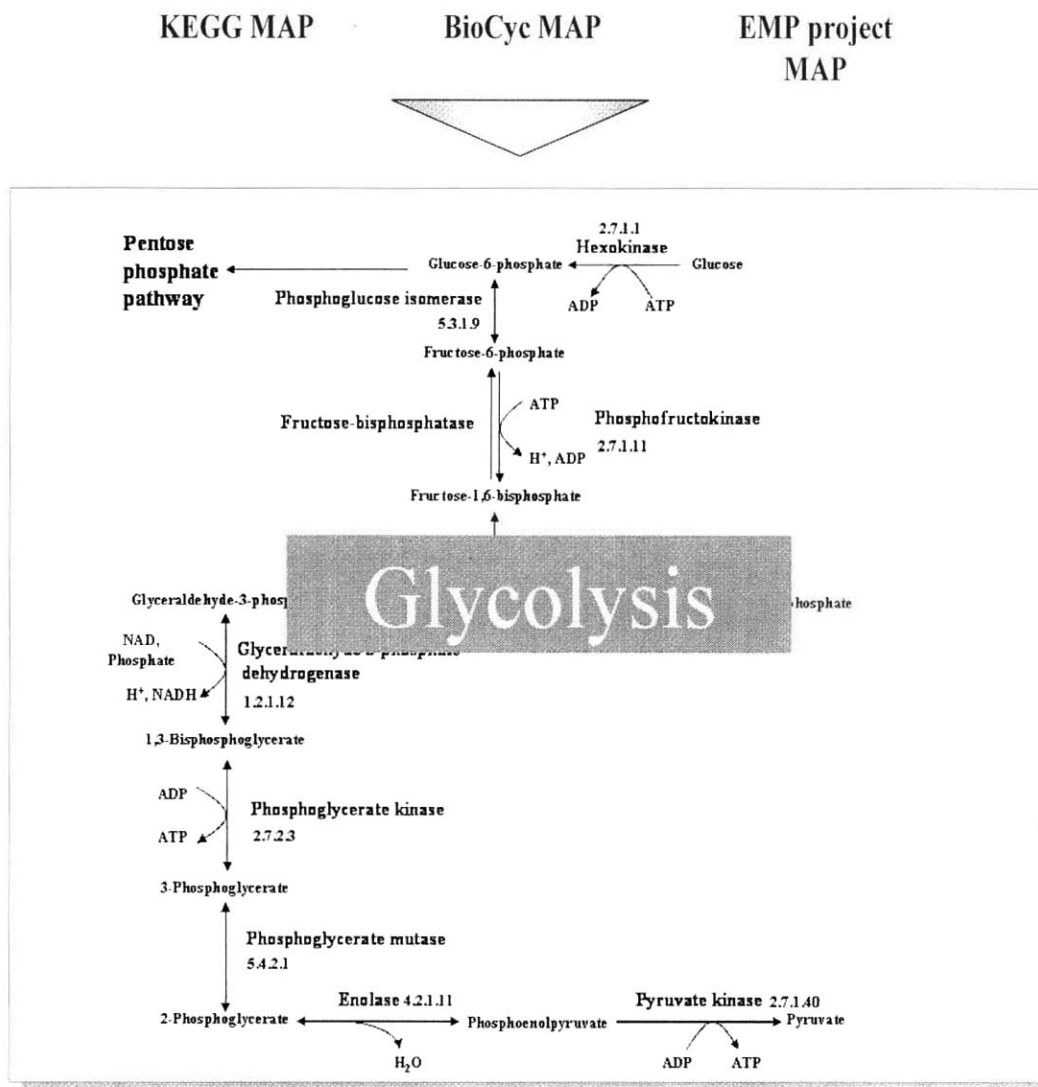 KEGG MAP
BioCyc MAP
EMP project
MAP
2.7.1.1
Hexokinase
Pentose
phosphate
pathway
Glucose-6-phosphate
Glucose
ADP
ATP
Phosphoglucose isomerase
5.3.1.9
Fructose-6-phosphate
ATP
Fructose-bisphosphatase
Phosphofructokinase
2.7.1.11
H⁺, ADP
Fructose-1,6-bisphosphate
Glycolysis
Glyceraldehyde-3-phosp
phosphate
NAD,
Phosphate
H⁺, NADH
dehydrogenase
1.2.1.12
1,3-Bisphosphoglycerate
ADP
ATP
Phosphoglycerate kinase
2.7.2.3
3-Phosphoglycerate
Phosphoglycerate mutase
5.4.2.1
2-Phosphoglycerate
Enolase 4.2.1.11
Phosphoenolpyruvate
Pyruvate kinase 2.7.1.40
Pyruvate
H₂O
ADP
ATP